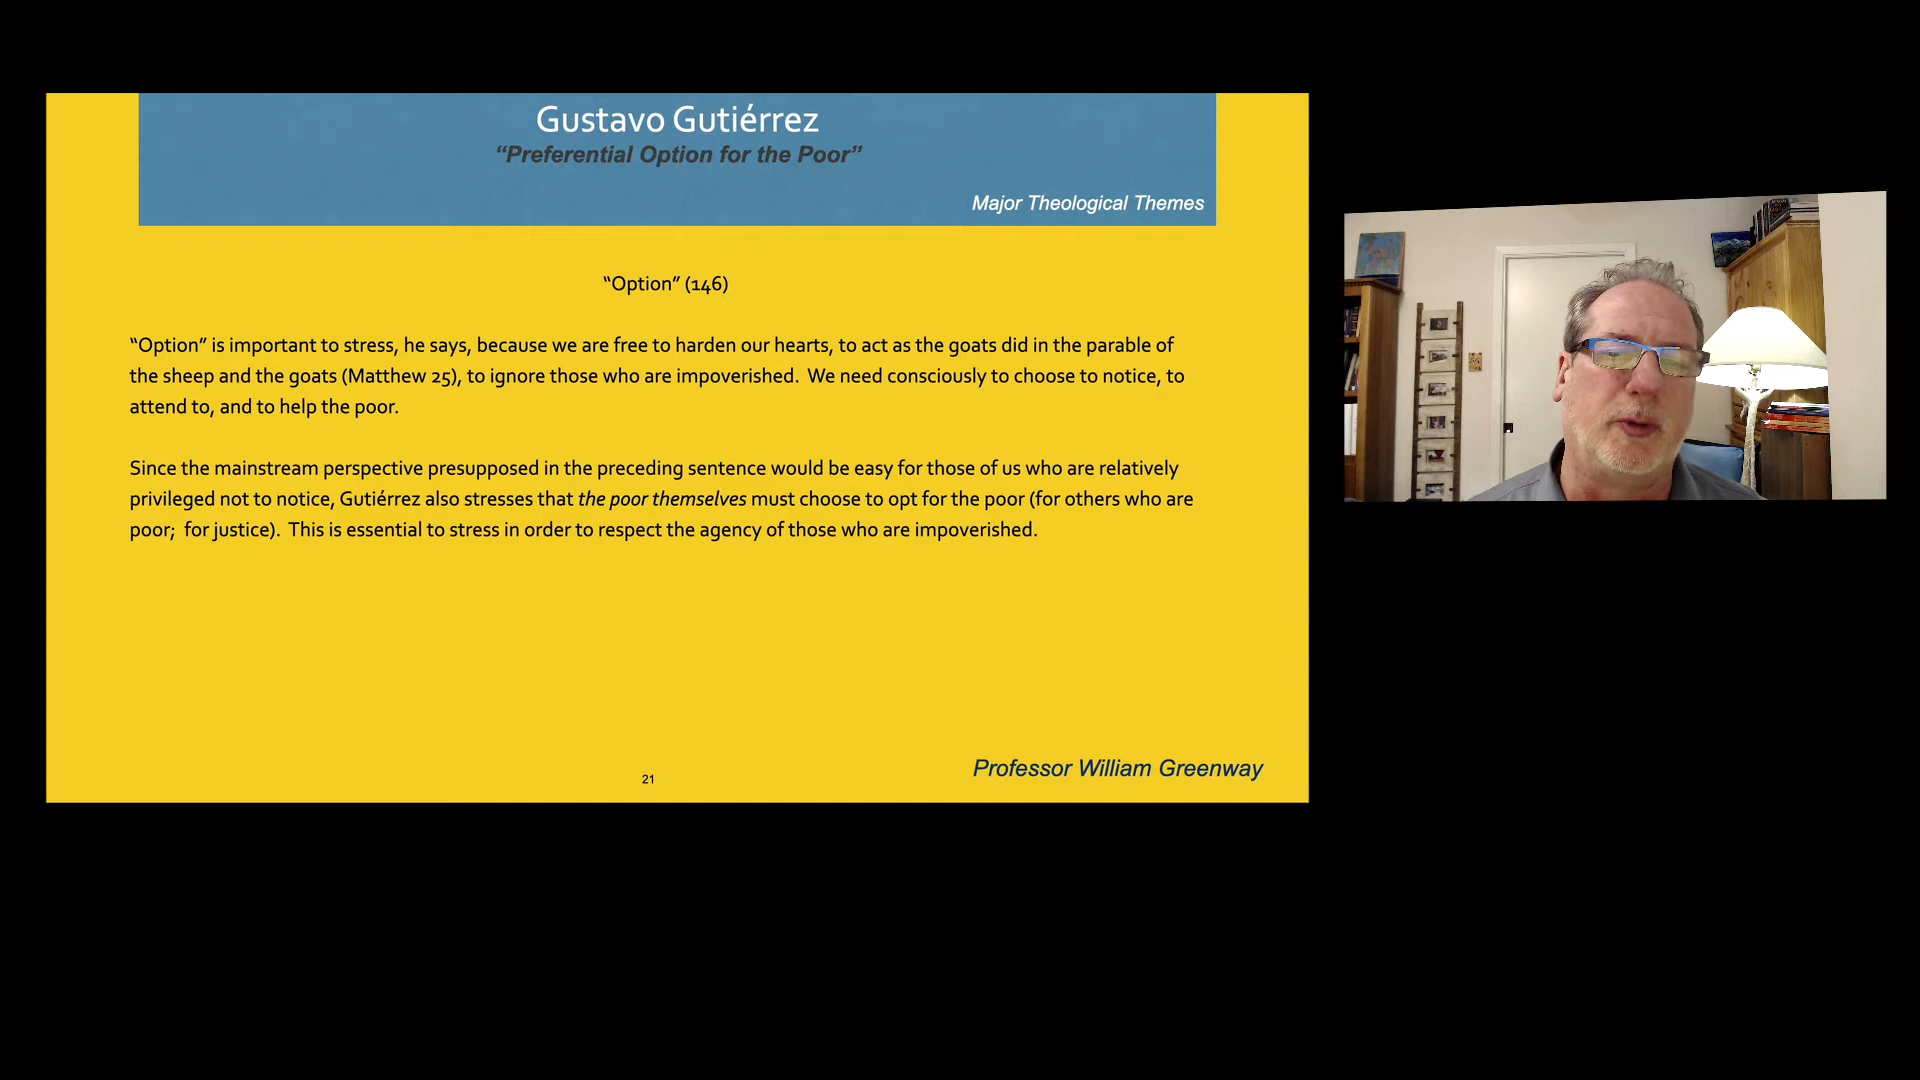 Gustavo Gutiérrez
“Preferential Option for the Poor”
Major Theological Themes
“Option” (146)
“Option” is important to stress, he says, because we are free to harden our hearts, to act as the goats did in the parable of
the sheep and the goats (Matthew 25), to ignore those who are impoverished.  We need consciously to choose to notice, to
attend to, and to help the poor.
Since the mainstream perspective presupposed in the preceding sentence would be easy for those of us who are relatively
privileged not to notice, Gutiérrez also stresses that the poor themselves must choose to opt for the poor (for others who are
poor;  for justice).  This is essential to stress in order to respect the agency of those who are impoverished.
21
Professor William Greenway